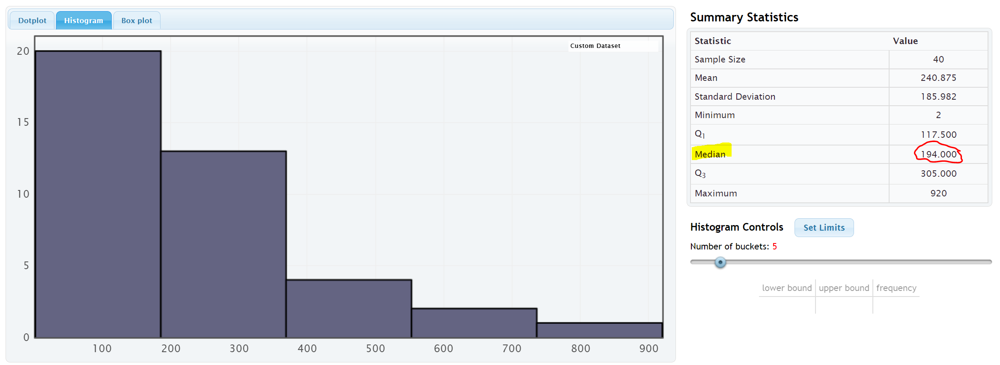 Dotplot Histogram Box plot
Custom Dataset
20
15
10
5
0
100 200 300 400 500 600 700 800 900
Summary Statistics
Statistic Value
Sample Size 40
Mean 240.875
Standard Deviation 185.982
Minimum 2
Q1 117.500
Median 194.000
Q3 305.000
Maximum 920
Histogram Controls Set Limits
Number of buckets: 5
lower bound upper bound frequency